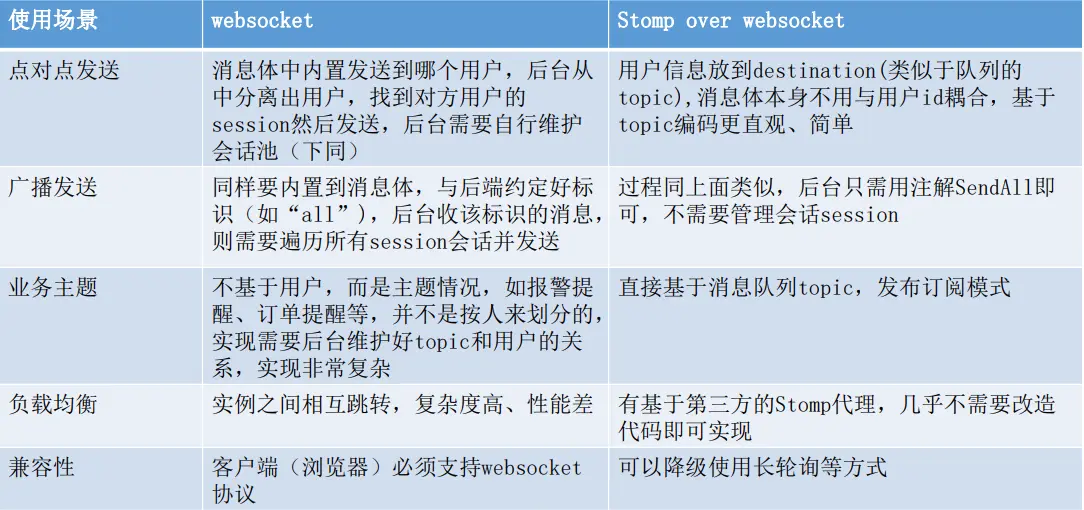 使用场景
websocket
Stomp over websocket
点对点发送
消息体中内置发送到哪个用户，后台从
中分离出用户，找到对方用户的
session然后发送，后台需要自行维护
会话池（下同）
用户信息放到destination(类似于队列的
topic),消息体本身不用与用户id耦合，基于
topic编码更直观、简单
广播发送
同样要内置到消息体，与后端约定好标
识（如“all”)，后台收该标识的消息，
则需要遍历所有session会话并发送
过程同上面类似，后台只需用注解SendAll即
可，不需要管理会话session
业务主题
不基于用户，而是主题情况，如报警提
醒、订单提醒等，并不是按人来划分的，
实现需要后台维护好topic和用户的关
系，实现非常复杂
直接基于消息队列topic，发布订阅模式
负载均衡
实例之间相互跳转，复杂度高、性能差
有基于第三方的Stomp代理，几乎不需要改造
代码即可实现
兼容性
客户端（浏览器）必须支持websocket
协议
可以降级使用长轮询等方式